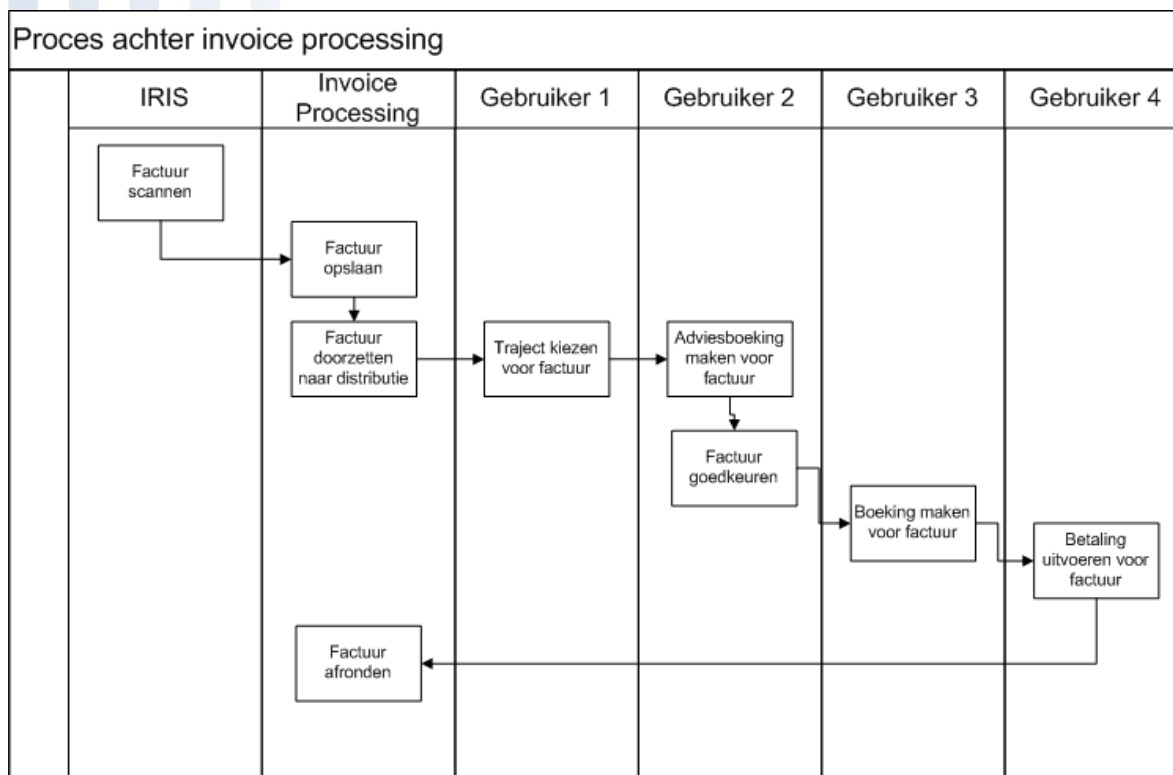 Proces achter invoice processing
IRIS
Invoice
Processing
Gebruiker 1
Gebruiker 2
Gebruiker 3
Gebruiker 4
Factuur
scannen
Factuur
opslaan
Factuur
doorzetten
naar distributie
Traject kiezen
voor factuur
Adviesboeking
maken voor
factuur
Factuur
goedkeuren
Boeking maken
voor factuur
Betaling
uitvoeren voor
factuur
Factuur
afronden